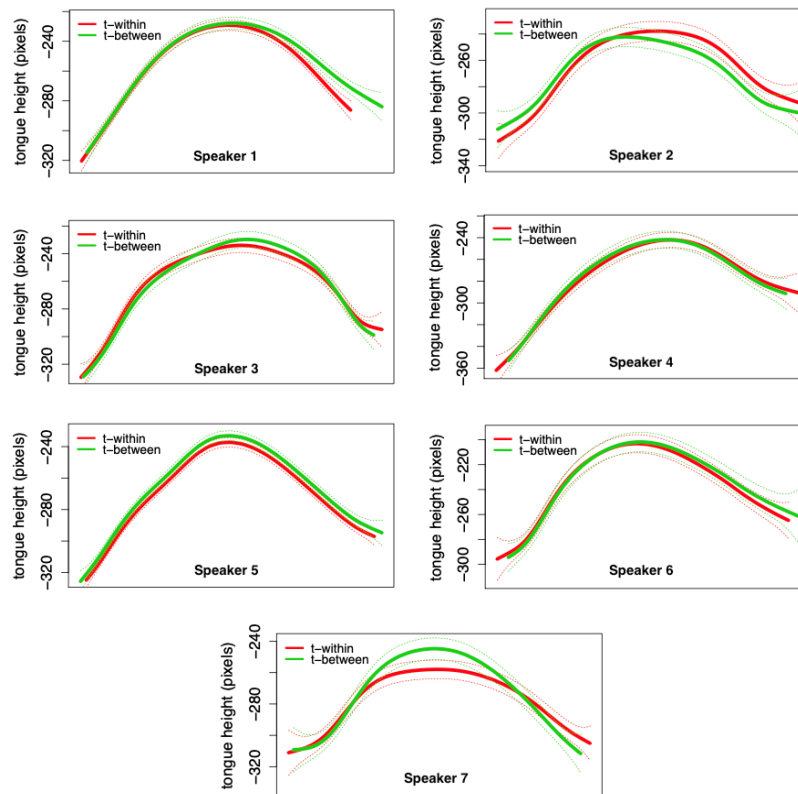 tongue height (pixels)
−240
−280
−320
t−within
t−between
Speaker 1
tongue height (pixels)
−260
−300
−340
t−within
t−between
Speaker 2
tongue height (pixels)
−240
−280
−320
t−within
t−between
Speaker 3
tongue height (pixels)
−240
−300
−360
t−within
t−between
Speaker 4
tongue height (pixels)
−240
−280
−320
t−within
t−between
Speaker 5
tongue height (pixels)
−220
−260
−300
t−within
t−between
Speaker 6
tongue height (pixels)
−240
−280
−320
t−within
t−between
Speaker 7